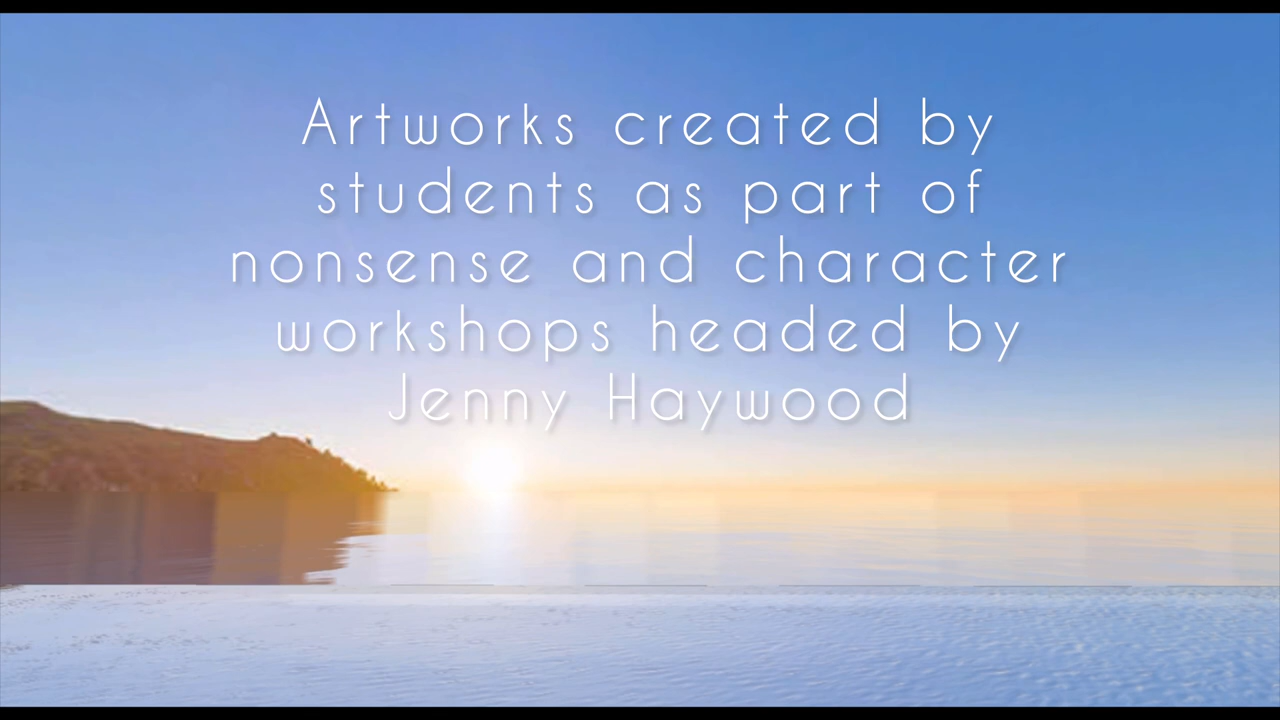 Artworks created by
students as part of
nonsense and character
workshops headed by
Jenny Haywood